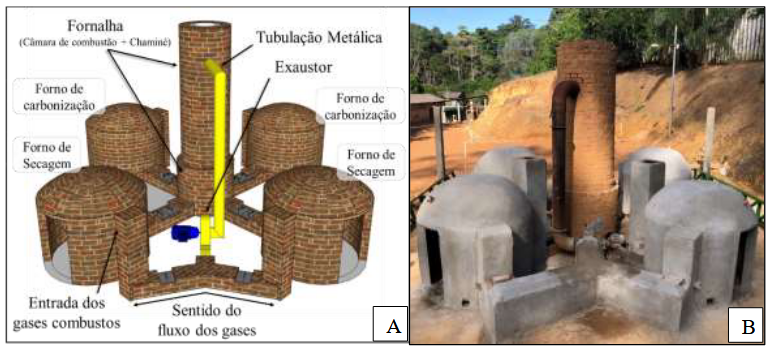 Fornalha
(Câmara de combustão + Chaminé)
Tubulação Metálica
Exaustor
Forno de
carbonização
Forno de
carbonização
Forno de
Secagem
Forno de
Secagem
Entrada dos
gases combustos
Sentido do
fluxo dos gases
A
B